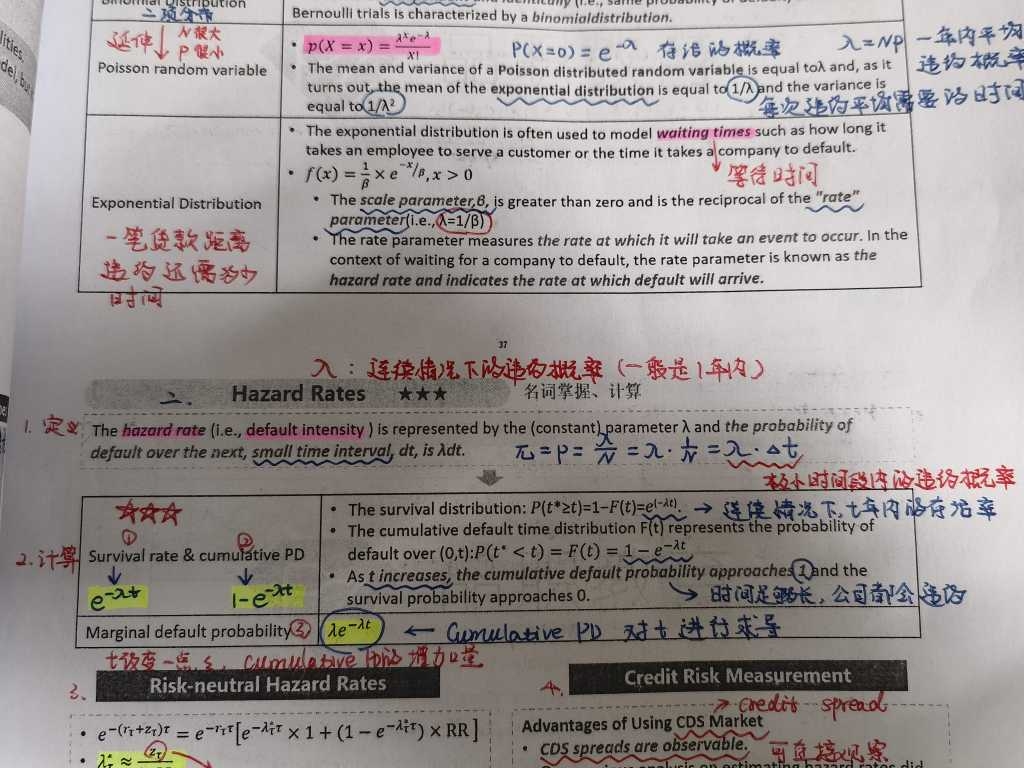 Binomial Distribution
二项分布
Bernoulli trials is characterized by a binomialdistribution.
延伸 N很大
P很小
Poisson random variable
• p(X = x) = λˣe⁻λ/x!
P(X=0) = e^-λ 存活的概率
λ=NP 一年内平均
违约概率
• The mean and variance of a Poisson distributed random variable is equal toλ and, as it
turns out, the mean of the exponential distribution is equal to 1/λ and the variance is
equal to 1/λ²
每次违约平均需要的时间
• The exponential distribution is often used to model waiting times such as how long it
takes an employee to serve a customer or the time it takes a company to default.
等待时间
• f(x) = 1/β × e^-x/β, x > 0
Exponential Distribution
• The scale parameter,β, is greater than zero and is the reciprocal of the "rate"
parameter(i.e., λ=1/β)
• The rate parameter measures the rate at which it will take an event to occur. In the
context of waiting for a company to default, the rate parameter is known as the
hazard rate and indicates the rate at which default will arrive.
一笔贷款距离
违约还需多少
时间
37
λ：连续情况下的违约概率（一般是1年内）
二、Hazard Rates ★★★ 名词掌握、计算
1. 定义
The hazard rate (i.e., default intensity ) is represented by the (constant) parameter λ and the probability of
default over the next, small time interval, dt, is λdt.
π = P = λ/N = λ·1/N = λ·Δt
极小时间段内的违约概率
2. 计算
☆☆☆
① ②
Survival rate & cumulative PD
e^-λt 1-e^-λt
• The survival distribution: P(t*≥t)=1−F(t)=e^(-λt).
→ 连续情况下,t年内的存活率
• The cumulative default time distribution F(t) represents the probability of
default over (0,t):P(t* < t) = F(t) = 1 − e^−λt
• As t increases, the cumulative default probability approaches 1 and the
survival probability approaches 0.
→ 时间足够长,公司都会违约
Marginal default probability ③
λe^−λt ← Cumulative PD 对t进行求导
t改变一点点, cumulative PD的增加量
3. Risk-neutral Hazard Rates
4. Credit Risk Measurement
→ credit spread
• e^−(rτ+zτ)τ = e^−rττ[e^−λ*ττ × 1 + (1 − e^−λ*ττ) × RR]
Advantages of Using CDS Market
• CDS spreads are observable. 可直接观察
• λ*τ ≈ zτ
analysis on estimating hazard rates did